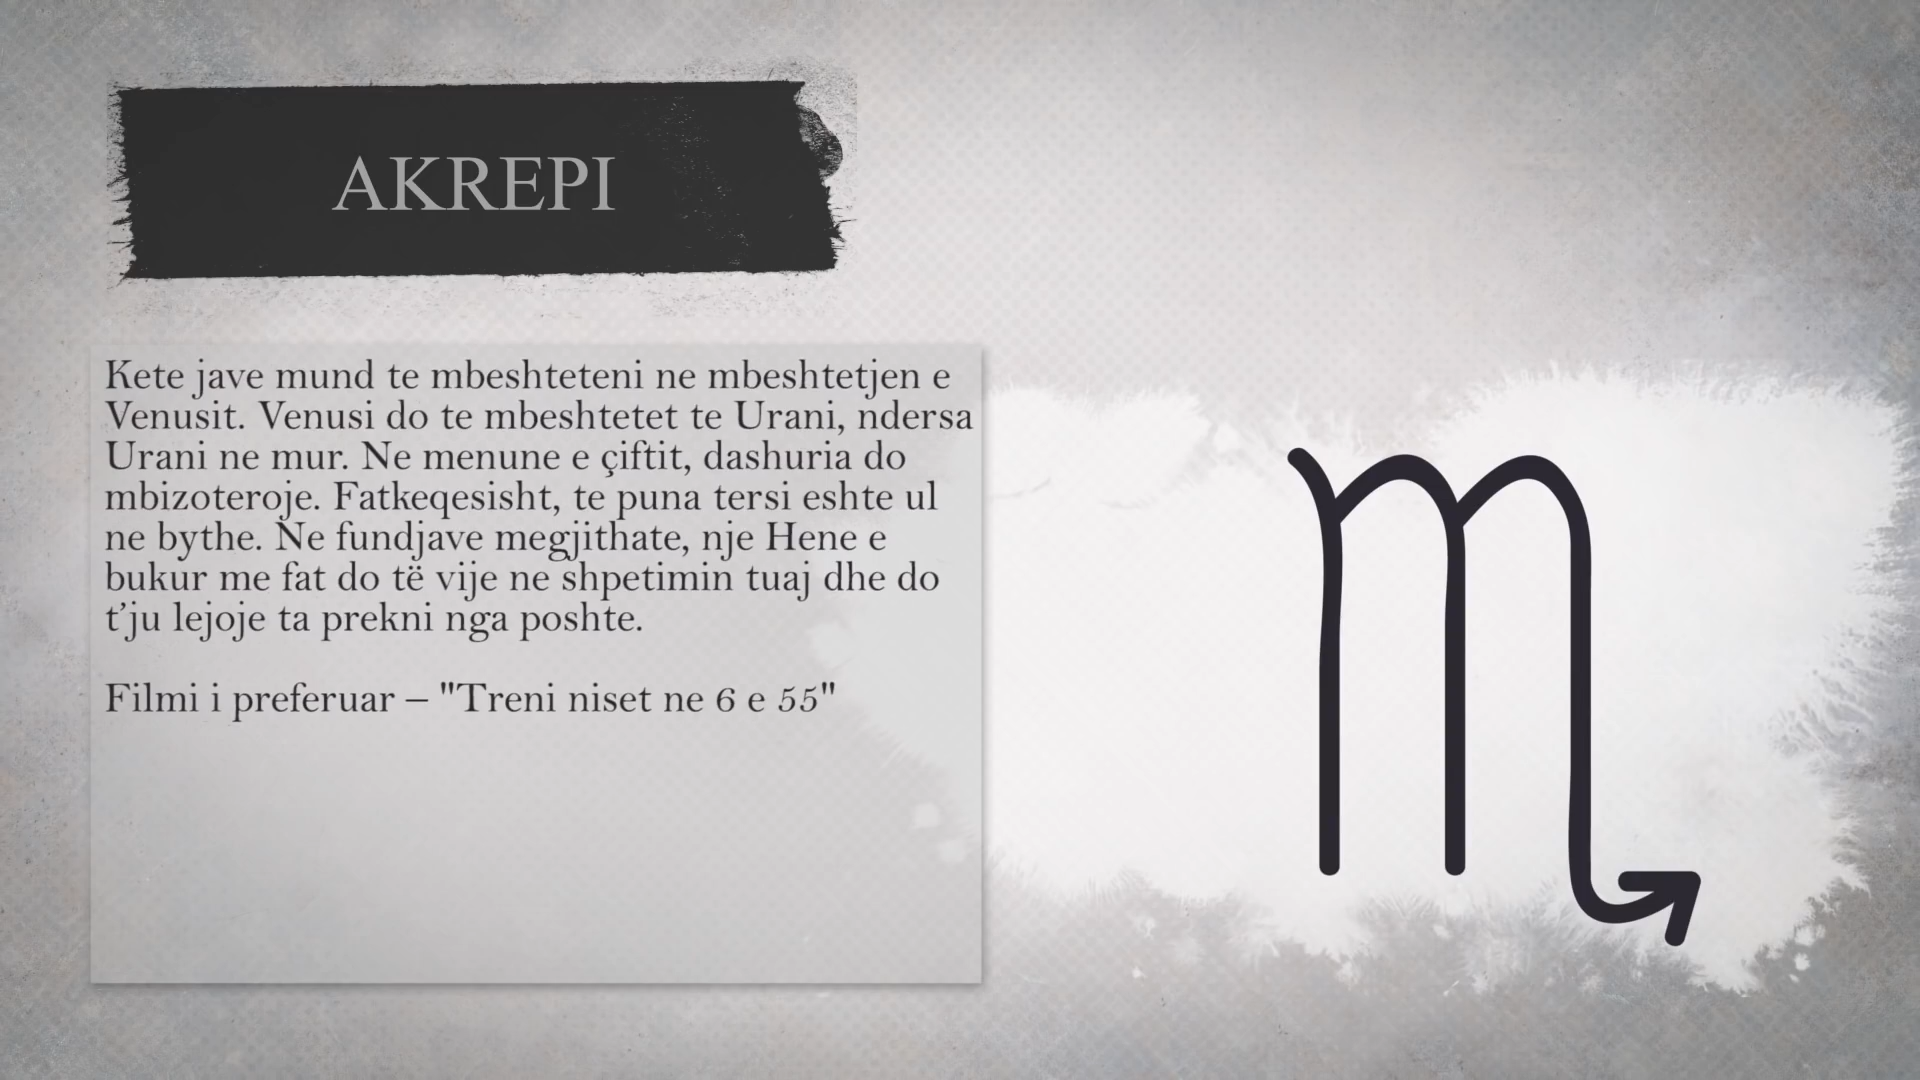 AKREPI
Kete jave mund te mbeshteteni ne mbeshtetjen e
Venusit. Venusi do te mbeshtetet te Urani, ndersa
Urani ne mur. Ne menune e çiftit, dashuria do
mbizoteroje. Fatkeqesisht, te puna tersi eshte ul
ne bythe. Ne fundjave megjithate, nje Hene e
bukur me fat do të vije ne shpetimin tuaj dhe do
t'ju lejoje ta prekni nga poshte.
Filmi i preferuar – "Treni niset ne 6 e 55"